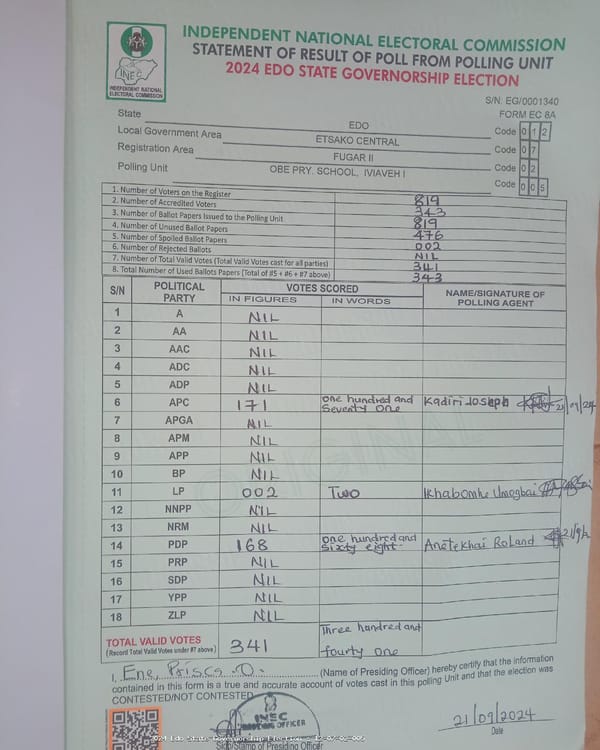 INDEPENDENT NATIONAL ELECTORAL COMMISSION
STATEMENT OF RESULT OF POLL FROM POLLING UNIT
2024 EDO STATE GOVERNORSHIP ELECTION
INEC
INDEPENDENT NATIONAL
ELECTORAL COMMISSION
S/N. EG/0001340
FORM EC 8A
State EDO Code 0 1 2
Local Government Area ETSAKO CENTRAL Code 0 7
Registration Area FUGAR II Code 0 2
Polling Unit OBE PRY. SCHOOL, IVIAVEH I Code 0 0 5
1. Number of Voters on the Register 819
2. Number of Accredited Voters 343
3. Number of Ballot Papers Issued to the Polling Unit 819
4. Number of Unused Ballot Papers 476
5. Number of Spoiled Ballot Papers 002
6. Number of Rejected Ballots NIL
7. Number of Total Valid Votes (Total Valid Votes cast for all parties) 341
8. Total Number of Used Ballots Papers (Total of #5 + #6 + #7 above) 343
S/N POLITICAL PARTY VOTES SCORED NAME/SIGNATURE OF POLLING AGENT
IN FIGURES IN WORDS
1 A NIL
2 AA NIL
3 AAC NIL
4 ADC NIL
5 ADP NIL
6 APC 171 one hundred and seventy one Kadiri Joseph 21/09/24
7 APGA NIL
8 APM NIL
9 APP NIL
10 BP NIL
11 LP 002 Two Ikhabomhe Umogbai
12 NNPP NIL
13 NRM NIL
14 PDP 168 one hundred and sixty eight Anetekhai Roland
15 PRP NIL
16 SDP NIL
17 YPP NIL
18 ZLP NIL
TOTAL VALID VOTES 341 Three hundred and
(Record Total Valid Votes under #7 above) fourty one
I, Ene, Prisca O. (Name of Presiding Officer) hereby certify that the information
contained in this form is a true and accurate account of votes cast in this polling Unit and that the election was
CONTESTED/NOT CONTESTED
INEC
PRESIDING OFFICER
21/09/2024
Date
2024 Edo State Governorship Election - 12-07-02-005
Sign/Stamp of Presiding Officer